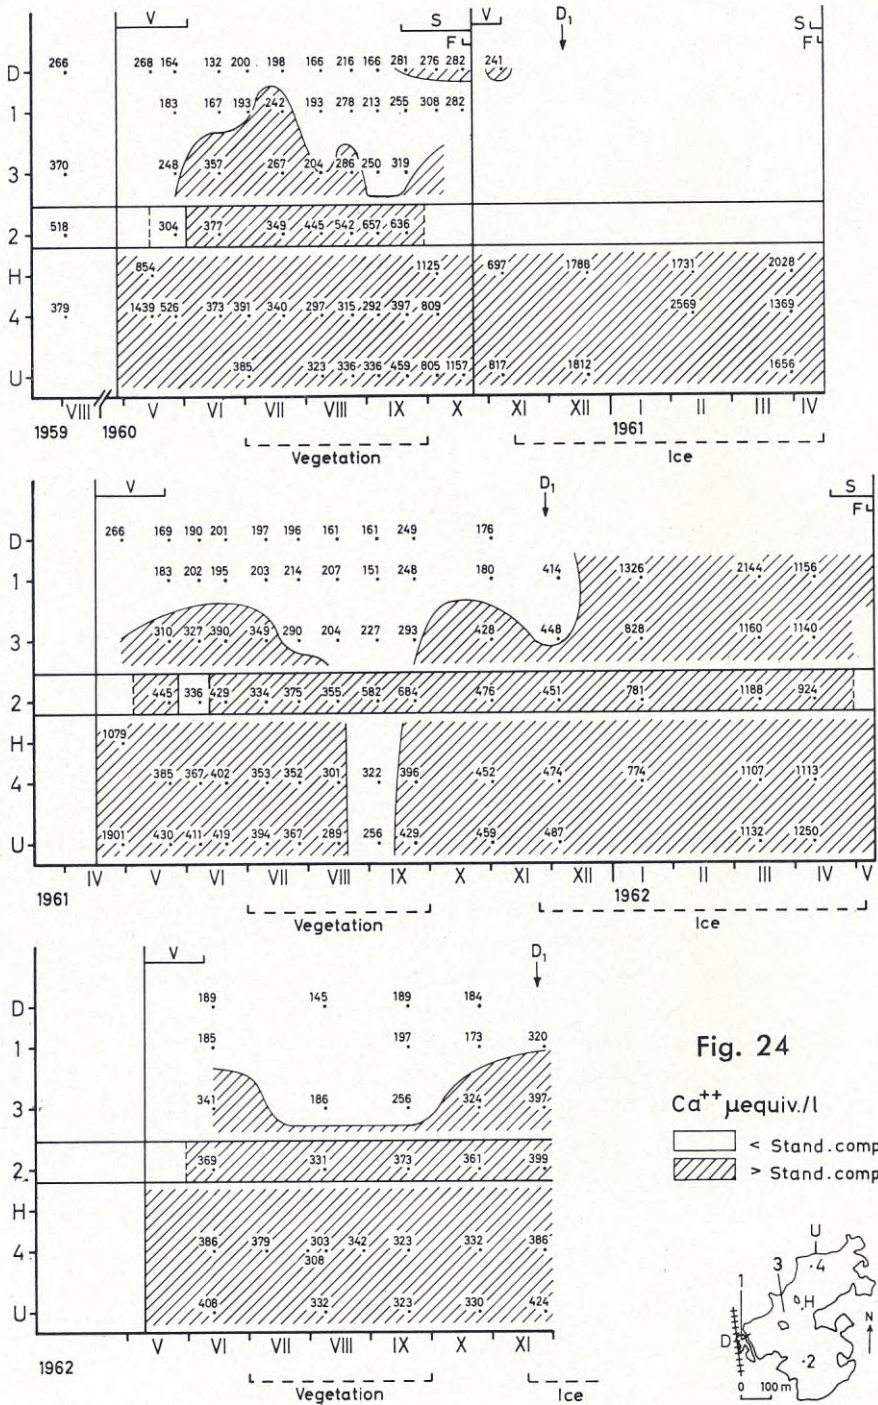 V S V D₁ S
F F
D 266 268 164 132 200 198 166 216 166 281 276 282 241
1 183 167 193 242 193 278 213 255 308 282
3 370 248 357 267 204 286 250 319
2 518 304 377 349 445 542 657 636
H 854 1125 697 1788 1731 2028
4 379 1439 526 373 391 340 297 315 292 397 809 2569 1369
U 385 323 336 336 459 805 1157 817 1812 1656
VIII V VI VII VIII IX X XI XII I II III IV
1959 1960 1961
Vegetation Ice
V D₁ S
F
D 266 169 190 201 197 196 161 161 249 176
1 183 202 195 203 214 207 151 248 180 414 1326 2144 1156
3 310 327 390 349 290 204 227 293 428 448 828 1160 1140
2 445 336 429 334 375 355 582 684 476 451 781 1188 924
H 1079
4 385 367 402 353 352 301 322 396 452 474 774 1107 1113
U 1901 430 411 419 394 367 289 256 429 459 487 1132 1250
IV V VI VII VIII IX X XI XII I II III IV V
1961 1962
Vegetation Ice
V D₁
D 189 145 189 184
1 185 197 173 320
3 341 186 256 324 397
2 369 331 373 361 399
H
4 386 379 303 342 323 332 386
308
U 408 332 323 330 424
V VI VII VIII IX X XI
1962
Vegetation Ice
Fig. 24
Ca⁺⁺ μequiv./l
< Stand.comp
> Stand.comp
U
4
3
1
H
D
N
2
0 100 m